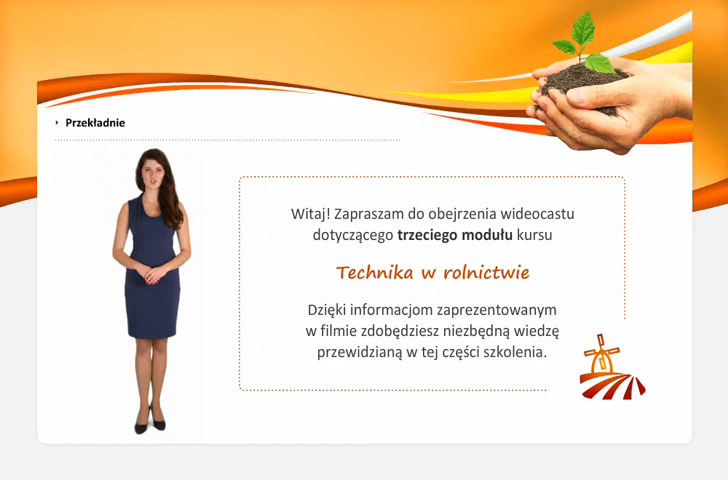 Przekładnie
Witaj! Zapraszam do obejrzenia wideocastu
dotyczącego trzeciego modułu kursu
Technika w rolnictwie
Dzięki informacjom zaprezentowanym
w filmie zdobędziesz niezbędną wiedzę
przewidzianą w tej części szkolenia.